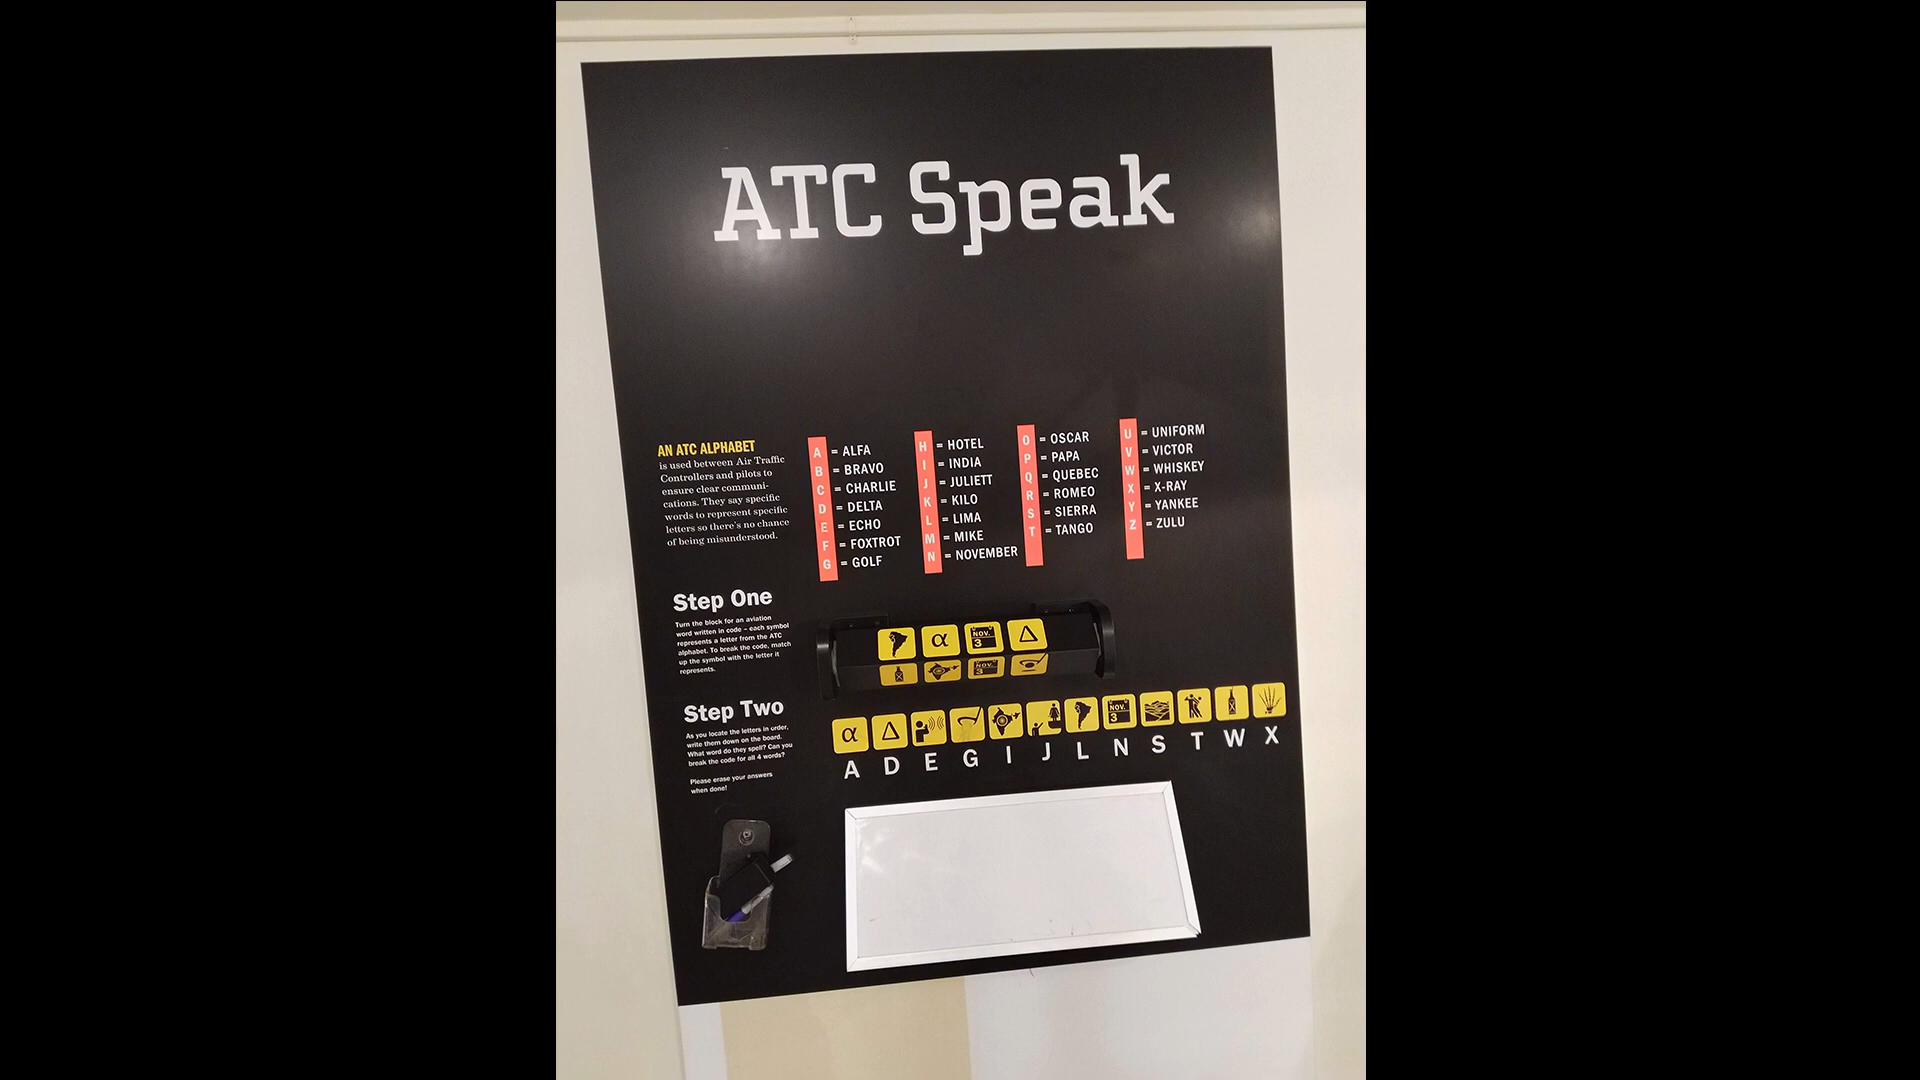 ATC Speak
AN ATC ALPHABET
is used between Air Traffic
Controllers and pilots to
ensure clear communi-
cations. They say specific
words to represent specific
letters so there's no chance
of being misunderstood.
A = ALFA
B = BRAVO
C = CHARLIE
D = DELTA
E = ECHO
F = FOXTROT
G = GOLF
H = HOTEL
I = INDIA
J = JULIETT
K = KILO
L = LIMA
M = MIKE
N = NOVEMBER
O = OSCAR
P = PAPA
Q = QUEBEC
R = ROMEO
S = SIERRA
T = TANGO
U = UNIFORM
V = VICTOR
W = WHISKEY
X = X-RAY
Y = YANKEE
Z = ZULU
Step One
Turn the block for an aviation
word written in code – each symbol
represents a letter from the ATC
alphabet. To break the code, match
up the symbol with the letter it
represents.
α NOV. 3 Δ
NOV. 3
Step Two
As you locate the letters in order,
write them down on the board.
What word do they spell? Can you
break the code for all 4 words?
Please erase your answers
when done!
α Δ NOV. 3
A D E G I J L N S T W X